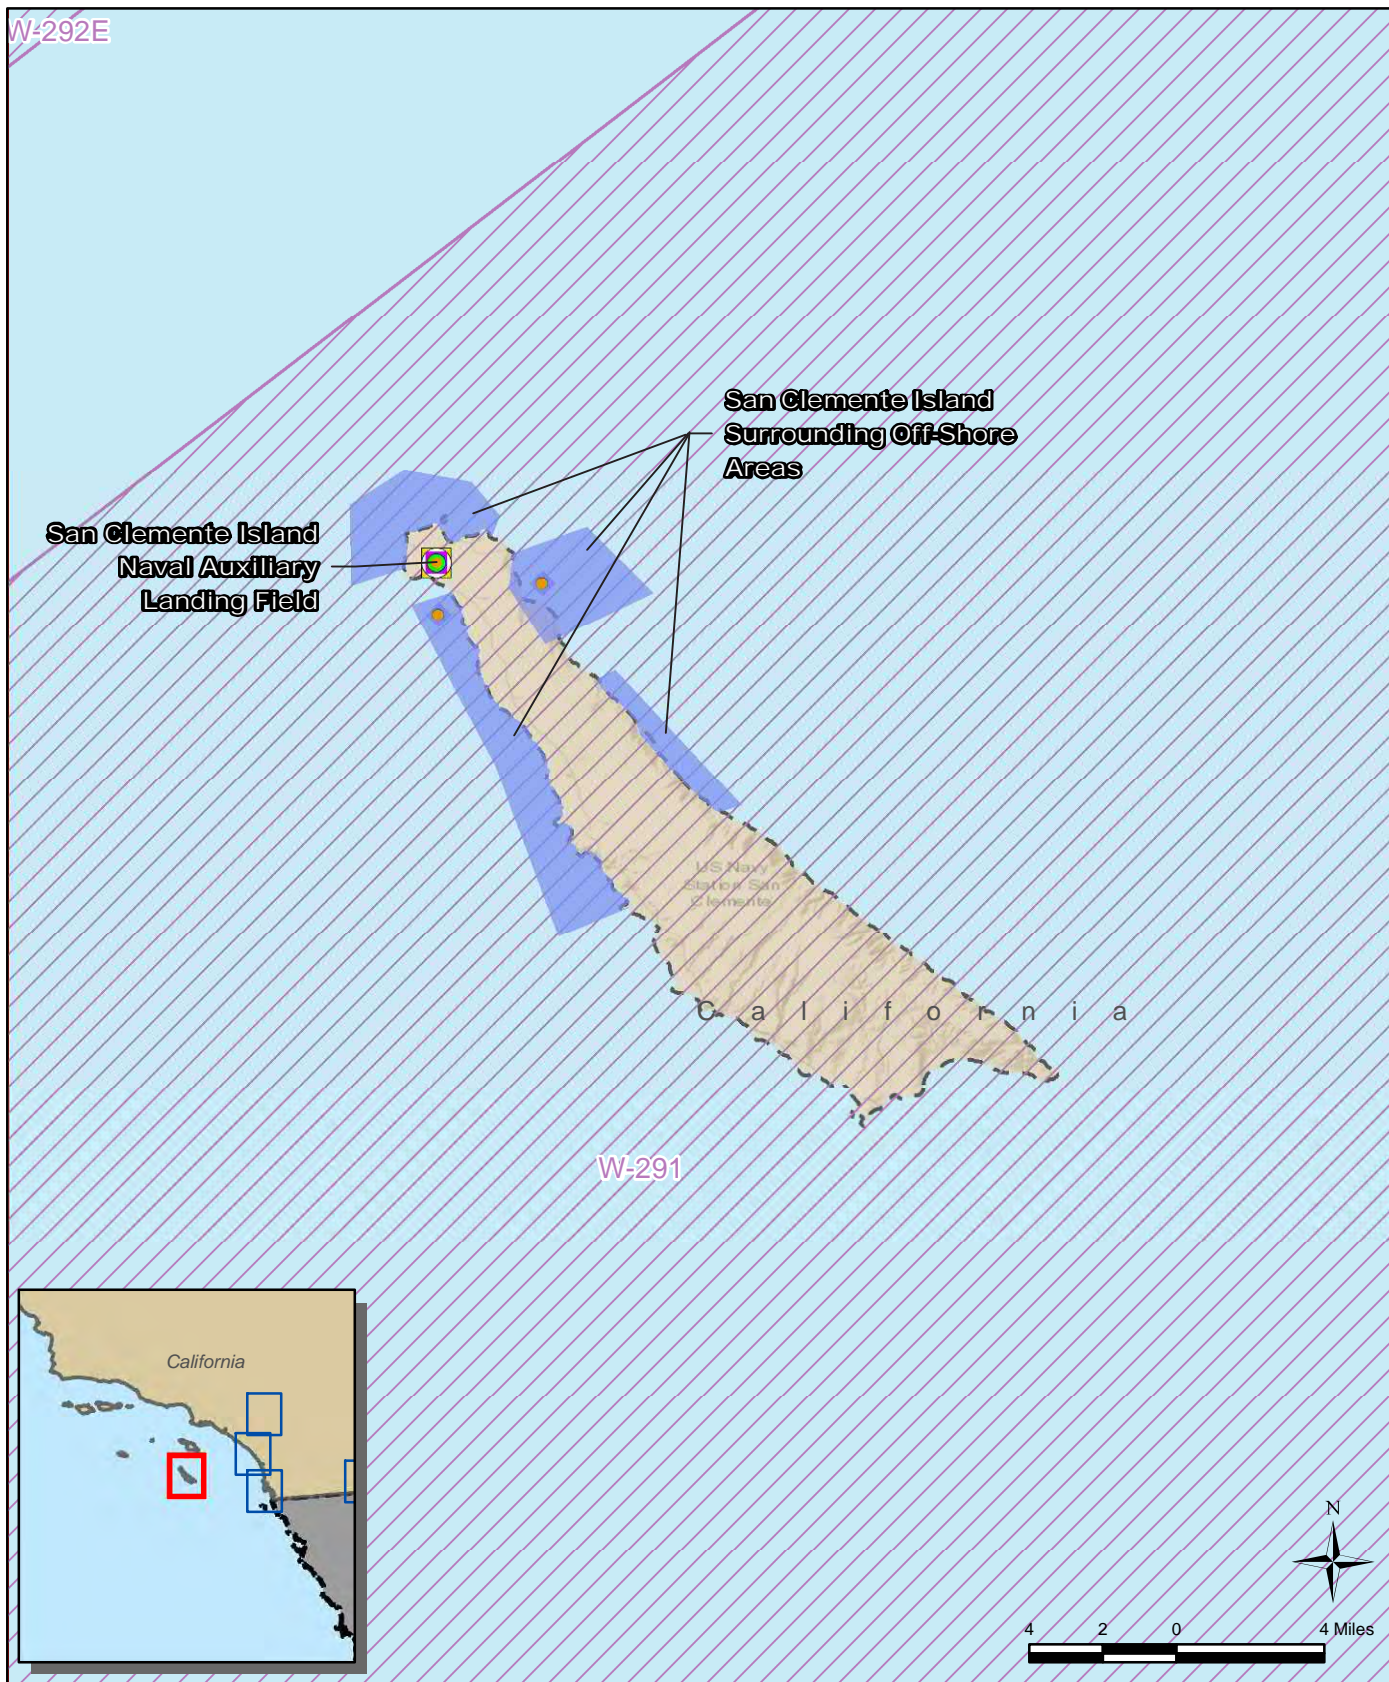 W-292E
San Clemente Island
Surrounding Off-Shore
Areas
San Clemente Island
Naval Auxiliary
Landing Field
US Navy
Station San
Clemente
California
W-291
California
N
4 2 0 4 Miles